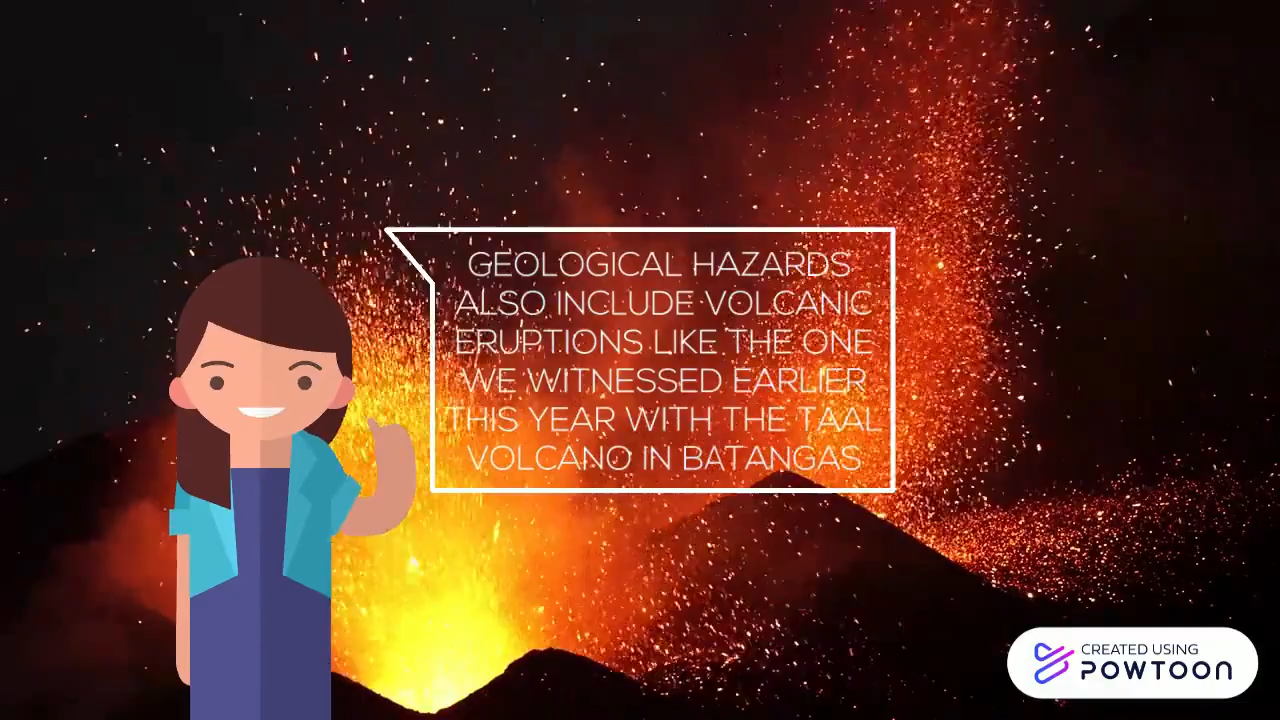 GEOLOGICAL HAZARDS
ALSO INCLUDE VOLCANIC
ERUPTIONS LIKE THE ONE
WE WITNESSED EARLIER
THIS YEAR WITH THE TAAL
VOLCANO IN BATANGAS
CREATED USING
POWTOON